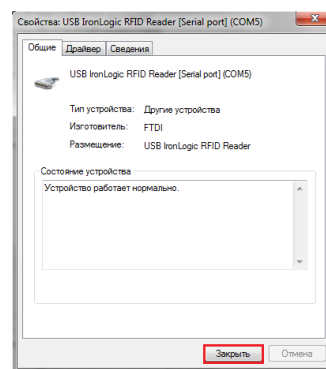 Свойства: USB IronLogic RFID Reader [Serial port] (COM5)
Общие Драйвер Сведения
USB IronLogic RFID Reader [Serial port] (COM5)
Тип устройства: Другие устройства
Изготовитель: FTDI
Размещение: USB IronLogic RFID Reader
Состояние устройства
Устройство работает нормально.
Закрыть Отмена